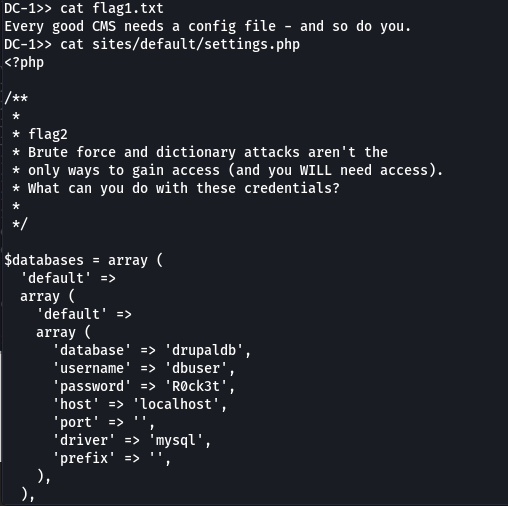 DC-1>> cat flag1.txt
Every good CMS needs a config file - and so do you.
DC-1>> cat sites/default/settings.php
<?php
/**
 *
 * flag2
 * Brute force and dictionary attacks aren't the
 * only ways to gain access (and you WILL need access).
 * What can you do with these credentials?
 *
 */
$databases = array (
  'default' =>
  array (
    'default' =>
    array (
      'database' => 'drupaldb',
      'username' => 'dbuser',
      'password' => 'R0ck3t',
      'host' => 'localhost',
      'port' => '',
      'driver' => 'mysql',
      'prefix' => '',
    ),
  ),